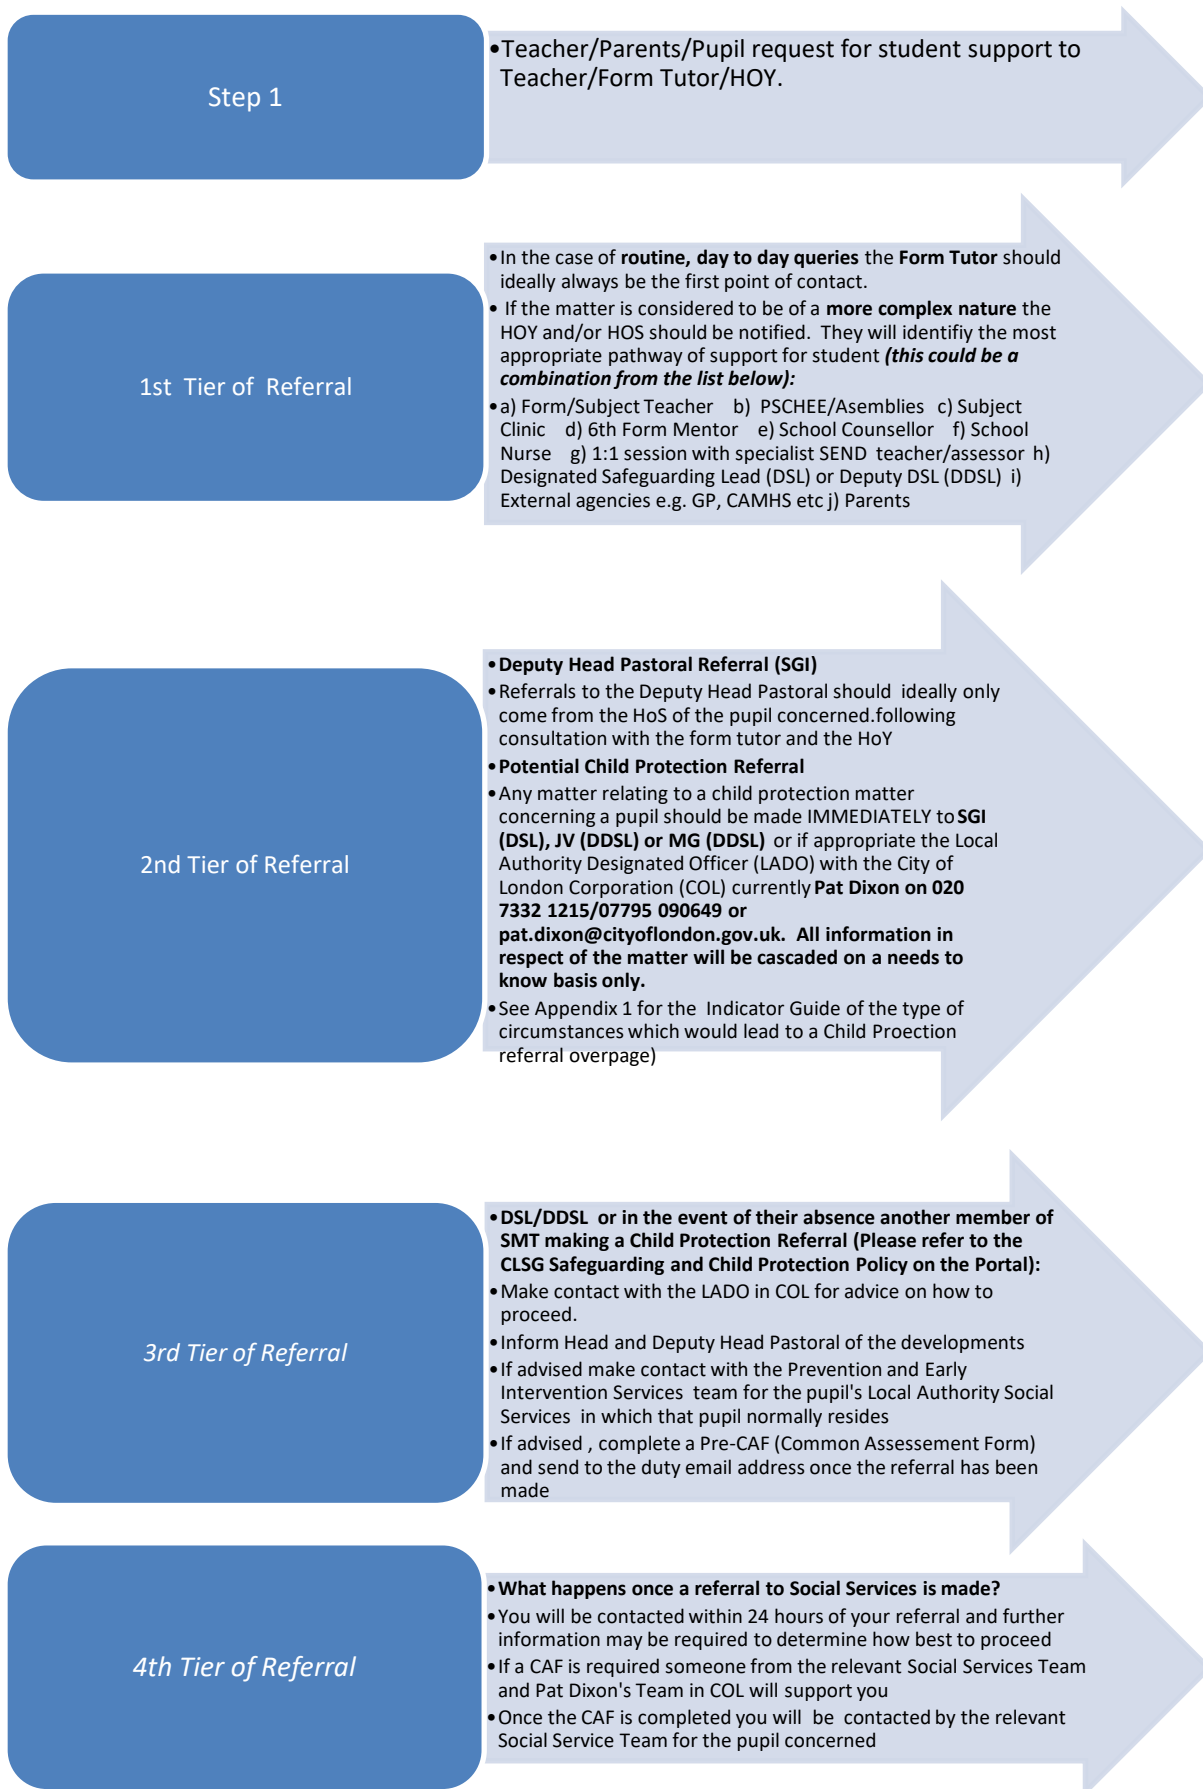 Step 1
•Teacher/Parents/Pupil request for student support to
Teacher/Form Tutor/HOY.
1st Tier of Referral
•In the case of routine, day to day queries the Form Tutor should
ideally always be the first point of contact.
• If the matter is considered to be of a more complex nature the
HOY and/or HOS should be notified. They will identifiy the most
appropriate pathway of support for student (this could be a
combination from the list below):
•a) Form/Subject Teacher b) PSCHEE/Asemblies c) Subject
Clinic d) 6th Form Mentor e) School Counsellor f) School
Nurse g) 1:1 session with specialist SEND teacher/assessor h)
Designated Safeguarding Lead (DSL) or Deputy DSL (DDSL) i)
External agencies e.g. GP, CAMHS etc j) Parents
2nd Tier of Referral
•Deputy Head Pastoral Referral (SGI)
•Referrals to the Deputy Head Pastoral should ideally only
come from the HoS of the pupil concerned.following
consultation with the form tutor and the HoY
•Potential Child Protection Referral
•Any matter relating to a child protection matter
concerning a pupil should be made IMMEDIATELY to SGI
(DSL), JV (DDSL) or MG (DDSL) or if appropriate the Local
Authority Designated Officer (LADO) with the City of
London Corporation (COL) currently Pat Dixon on 020
7332 1215/07795 090649 or
pat.dixon@cityoflondon.gov.uk. All information in
respect of the matter will be cascaded on a needs to
know basis only.
•See Appendix 1 for the Indicator Guide of the type of
circumstances which would lead to a Child Proection
referral overpage)
3rd Tier of Referral
•DSL/DDSL or in the event of their absence another member of
SMT making a Child Protection Referral (Please refer to the
CLSG Safeguarding and Child Protection Policy on the Portal):
•Make contact with the LADO in COL for advice on how to
proceed.
•Inform Head and Deputy Head Pastoral of the developments
•If advised make contact with the Prevention and Early
Intervention Services team for the pupil's Local Authority Social
Services in which that pupil normally resides
•If advised , complete a Pre-CAF (Common Assessement Form)
and send to the duty email address once the referral has been
made
4th Tier of Referral
•What happens once a referral to Social Services is made?
•You will be contacted within 24 hours of your referral and further
information may be required to determine how best to proceed
•If a CAF is required someone from the relevant Social Services Team
and Pat Dixon's Team in COL will support you
•Once the CAF is completed you will be contacted by the relevant
Social Service Team for the pupil concerned